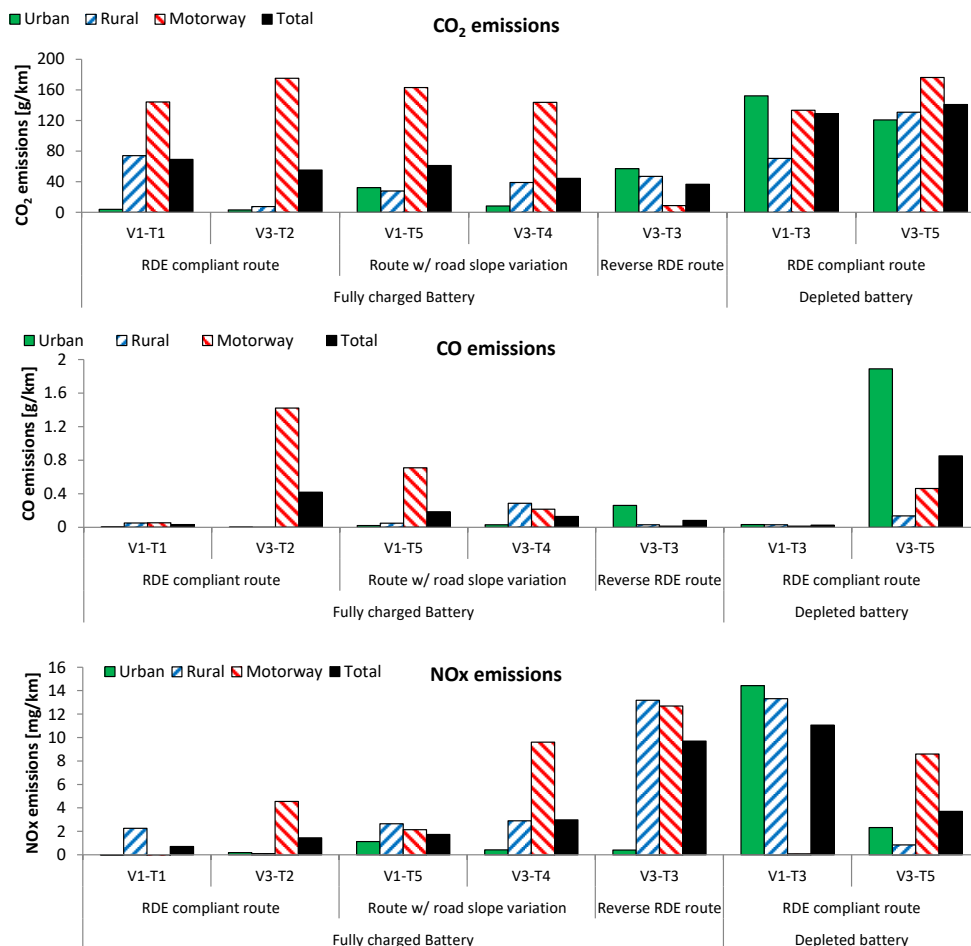 CO₂ emissions
Urban Rural Motorway Total
CO₂ emissions [g/km]
200
160
120
80
40
0
V1-T1 V3-T2 V1-T5 V3-T4 V3-T3 V1-T3 V3-T5
RDE compliant route Route w/ road slope variation Reverse RDE route RDE compliant route
Fully charged Battery Depleted battery
Urban Rural Motorway Total
CO emissions
CO emissions [g/km]
2
1.6
1.2
0.8
0.4
0
V1-T1 V3-T2 V1-T5 V3-T4 V3-T3 V1-T3 V3-T5
RDE compliant route Route w/ road slope variation Reverse RDE route RDE compliant route
Fully charged Battery Depleted battery
Urban Rural Motorway Total
NOx emissions
NOx emissions [mg/km]
16
14
12
10
8
6
4
2
0
V1-T1 V3-T2 V1-T5 V3-T4 V3-T3 V1-T3 V3-T5
RDE compliant route Route w/ road slope variation Reverse RDE route RDE compliant route
Fully charged Battery Depleted battery